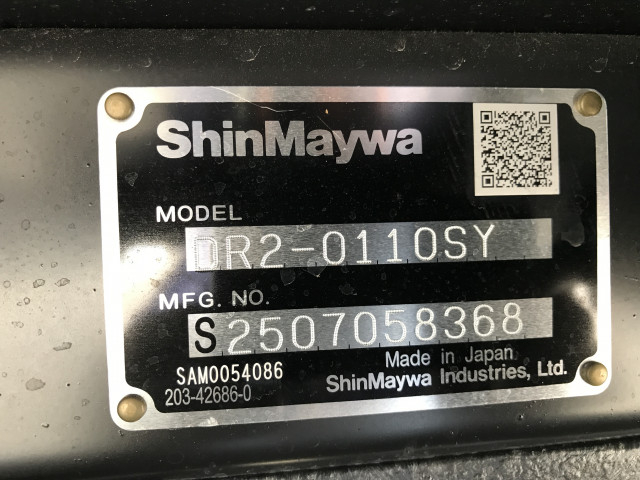 ShinMaywa
MODEL
DR2-0110SY
MFG. NO.
S2507058368
SAM0054086
Made in Japan
203-42686-0
ShinMaywa Industries, Ltd.